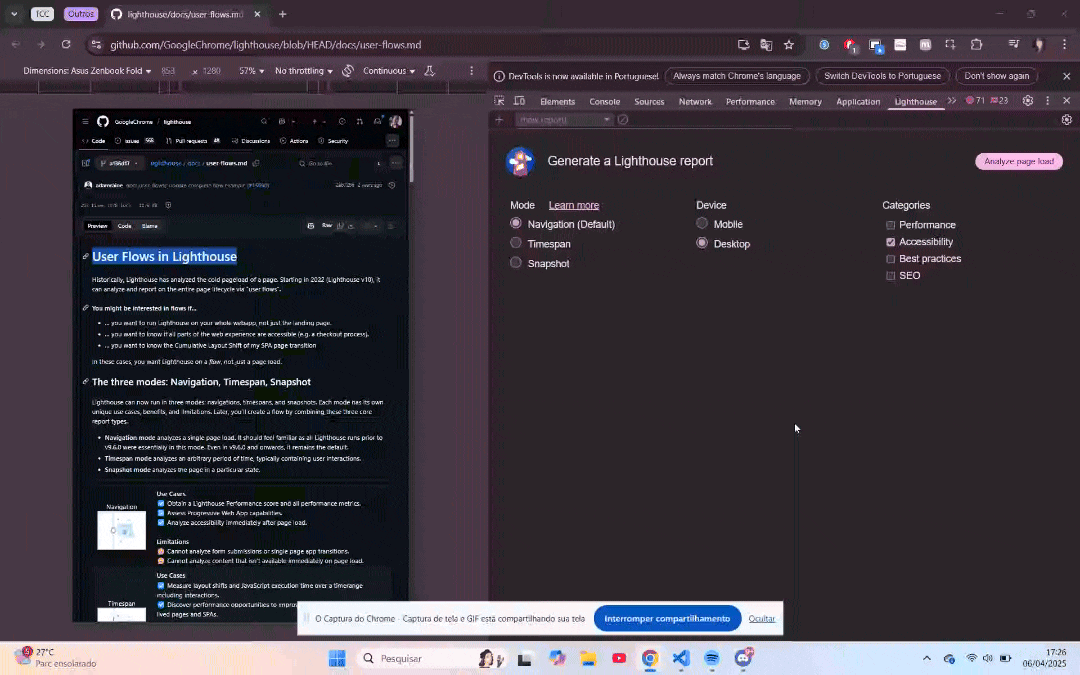 TCC
Outros
lighthouse/docs/user-flows.md
github.com/GoogleChrome/lighthouse/blob/HEAD/docs/user-flows.md
Dimensions: Asus Zenbook Fold
853 x 1280
57%
No throttling
Continuous
DevTools is now available in Portuguese!
Always match Chrome's language
Switch DevTools to Portuguese
Don't show again
Elements
Console
Sources
Network
Performance
Memory
Application
Lighthouse
71
23
(new report)
Generate a Lighthouse report
Analyze page load
Mode
Learn more
Navigation (Default)
Timespan
Snapshot
Device
Mobile
Desktop
Categories
Performance
Accessibility
Best practices
SEO
GoogleChrome / lighthouse
Code
Issues
Pull requests
Discussions
Actions
Security
lighthouse / docs / user-flows.md
Go to file
adamraine
Preview
Code
Blame
Raw
User Flows in Lighthouse
Historically, Lighthouse has analyzed the cold pageload of a page. Starting in 2022 (Lighthouse v10), it
can analyze and report on the entire page lifecycle via "user flows".
You might be interested in flows if...
• ... you want to run Lighthouse on your whole webapp, not just the landing page.
• ... you want to know if all parts of the web experience are accessible (e.g. a checkout process).
• ... you want to know the Cumulative Layout Shift of my SPA page transition
In these cases, you want Lighthouse on a flow, not just a page load.
The three modes: Navigation, Timespan, Snapshot
Lighthouse can now run in three modes: navigations, timespans, and snapshots. Each mode has its own
unique use cases, benefits, and limitations. Later, you'll create a flow by combining these three core
report types.
• Navigation mode analyzes a single page load. It should feel familiar as all Lighthouse runs prior to
v9.6.0 were essentially in this mode. Even in v9.6.0 and onwards, it remains the default.
• Timespan mode analyzes an arbitrary period of time, typically containing user interactions.
• Snapshot mode analyzes the page in a particular state.
Navigation
Use Cases
Obtain a Lighthouse Performance score and all performance metrics.
Assess Progressive Web App capabilities.
Analyze accessibility immediately after page load.
Limitations
Cannot analyze form submissions or single page app transitions.
Cannot analyze content that isn't available immediately on page load.
Timespan
Use Cases
Measure layout shifts and JavaScript execution time over a timerange
including interactions.
Discover performance opportunities to improv
lived pages and SPAs.
O Captura do Chrome - Captura de tela e GIF está compartilhando sua tela
Interromper compartilhamento
Ocultar
27°C
Parc ensolarado
Pesquisar
17:26
06/04/2025